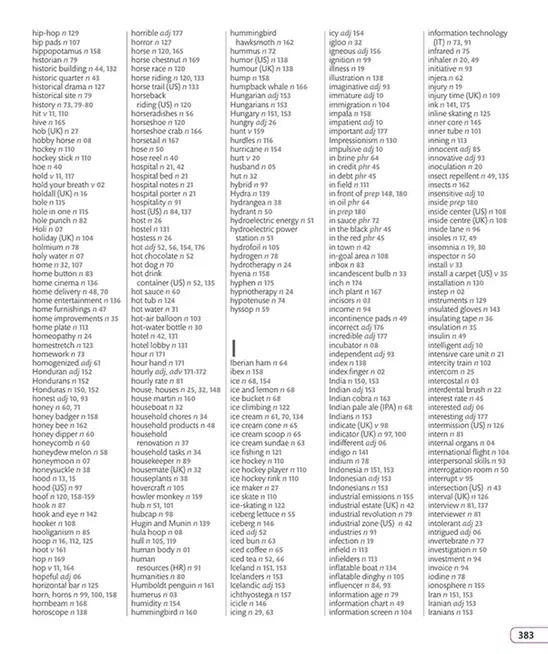 hip-hop n 129
hip pads n 107
hippopotamus n 158
historian n 79
historic building n 44, 132
historic quarter n 43
historical drama n 127
historical site n 79
history n 73, 79-80
hit v 11, 110
hive n 165
hob (UK) n 27
hobby horse n 08
hockey n 110
hockey stick n 110
hoe n 40
hold v 11, 117
hold your breath v 02
holdall (UK) n 16
hole n 115
hole in one n 115
hole punch n 82
Holi n 07
holiday (UK) n 104
holmium n 78
holy water n 07
home n 32, 107
home button n 83
home cinema n 136
home delivery n 48, 70
home entertainment n 136
home furnishings n 47
home improvements n 35
home plate n 113
homeopathy n 24
homestretch n 123
homework n 73
homogenized adj 61
Honduran adj 152
Hondurans n 152
Honduras n 150, 152
honest adj 10, 93
honey n 60, 71
honey badger n 158
honey bee n 162
honey dipper n 60
honeycomb n 60
honeydew melon n 58
honeymoon n 07
honeysuckle n 38
hood n 13, 15
hood (US) n 97
hoof n 120, 158-159
hook n 87
hook and eye n 142
hooker n 108
hooliganism n 85
hoop n 16, 112, 125
hoot v 161
hop n 169
hop v 11, 164
hopeful adj 06
horizontal bar n 125
horn, horns n 99, 100, 158
hornbeam n 168
horoscope n 138
horrible adj 177
horror n 127
horse n 120, 165
horse chestnut n 169
horse race n 120
horse riding n 120, 133
horse trail (US) n 133
horseback
riding (US) n 120
horseradishes n 56
horseshoe n 120
horseshoe crab n 166
horsetail n 167
hose n 50
hose reel n 40
hospital n 21, 42
hospital bed n 21
hospital notes n 21
hospital porter n 21
hospitality n 91
host (US) n 84, 137
host n 26
hostel n 131
hostess n 26
hot adj 52, 56, 154, 176
hot chocolate n 52
hot dog n 70
hot drink
container (US) n 52, 135
hot sauce n 60
hot tub n 124
hot water n 31
hot-air balloon n 103
hot-water bottle n 30
hotel n 42, 131
hotel lobby n 131
hour n 171
hour hand n 171
hourly adj, adv 171-172
hourly rate n 81
house, houses n 25, 32, 148
house martin n 160
houseboat n 32
household chores n 34
household products n 48
household
renovation n 37
household tasks n 34
housekeeper n 89
housemate (UK) n 32
houseplants n 38
hovercraft n 105
howler monkey n 159
hub n 51, 101
hubcap n 98
Hugin and Munin n 139
hula hoop n 08
hull n 105, 119
human body n 01
human
resources (HR) n 91
humanities n 80
Humboldt penguin n 161
humerus n 03
humidity n 154
hummingbird n 160
hummingbird
hawksmoth n 162
hummus n 72
humor (US) n 138
humour (UK) n 138
hump n 158
humpback whale n 166
Hungarian adj 153
Hungarians n 153
Hungary n 151, 153
hungry adj 26
hunt v 159
hurdles n 116
hurricane n 154
hurt v 20
husband n 05
hut n 32
hybrid n 97
Hydra n 139
hydrangea n 38
hydrant n 50
hydroelectric energy n 51
hydroelectric power
station n 51
hydrofoil n 105
hydrogen n 78
hydrotherapy n 24
hyena n 158
hyphen n 175
hypnotherapy n 24
hypotenuse n 74
hyssop n 59
I
Iberian ham n 64
ibex n 158
ice n 68, 154
ice and lemon n 68
ice bucket n 68
ice climbing n 122
ice cream n 61, 70, 134
ice cream cone n 65
ice cream scoop n 65
ice cream sundae n 63
ice fishing n 121
ice hockey n 110
ice hockey player n 110
ice hockey rink n 110
ice maker n 27
ice skate n 110
ice-skating n 122
iceberg lettuce n 55
iceberg n 146
iced adj 52
iced bun n 63
iced coffee n 65
iced tea n 52, 66
Iceland n 151, 153
Icelanders n 153
Icelandic adj 153
ichthyostega n 157
icicle n 146
icing n 29, 63
icy adj 154
igloo n 32
igneous adj 156
ignition n 99
illness n 19
illustration n 138
imaginative adj 93
immature adj 10
immigration n 104
impala n 158
impatient adj 10
important adj 177
Impressionism n 130
impulsive adj 10
in brine phr 64
in credit phr 45
in debt phr 45
in field n 111
in front of prep 148, 180
in oil phr 64
in prep 180
in sauce phr 72
in the black phr 45
in the red phr 45
in town n 42
in-goal area n 108
inbox n 83
incandescent bulb n 33
inch n 174
inch plant n 167
incisors n 03
income n 94
incontinence pads n 49
incorrect adj 176
incredible adj 177
incubator n 08
independent adj 93
index n 138
index finger n 02
India n 150, 153
Indian adj 153
Indian cobra n 163
Indian pale ale (IPA) n 68
Indians n 153
indicate (UK) v 98
indicator (UK) n 97, 100
indifferent adj 06
indigo n 141
indium n 78
Indonesia n 151, 153
Indonesian adj 153
Indonesians n 153
industrial emissions n 155
industrial estate (UK) n 42
industrial revolution n 79
industrial zone (US) n 42
industries n 91
infection n 19
infield n 113
infielders n 113
inflatable boat n 134
inflatable dinghy n 105
influencer n 84, 93
information age n 79
information chart n 49
information screen n 104
information technology
(IT) n 73, 91
infrared n 75
inhaler n 20, 49
initiative n 93
injera n 62
injury n 19
injury time (UK) n 109
ink n 141, 175
inline skating n 125
inner core n 145
inner tube n 101
inning n 113
innocent adj 85
innovative adj 93
inoculation n 20
insect repellent n 49, 135
insects n 162
insensitive adj 10
inside prep 180
inside center (US) n 108
inside centre (UK) n 108
inside lane n 96
insoles n 17, 49
insomnia n 19, 30
inspector n 50
install v 33
install a carpet (US) v 35
installation n 130
instep n 02
instruments n 129
insulated gloves n 143
insulating tape n 36
insulation n 35
insulin n 49
intelligent adj 10
intensive care unit n 21
intercity train n 102
intercom n 25
intercostal n 03
interdental brush n 22
interest rate n 45
interested adj 06
interesting adj 177
intermission (US) n 126
intern n 81
internal organs n 04
international flight n 104
interpersonal skills n 93
interrogation room n 50
interrupt v 95
intersection (US) n 43
interval (UK) n 126
interview n 81, 137
interviewer n 81
tolerant adj 23
intrigued adj 06
invertebrate n 77
investigation n 50
investment n 94
invoice n 94
iodine n 78
ionosphere n 155
Iran n 151, 153
Iranian adj 153
Iranians n 153
383